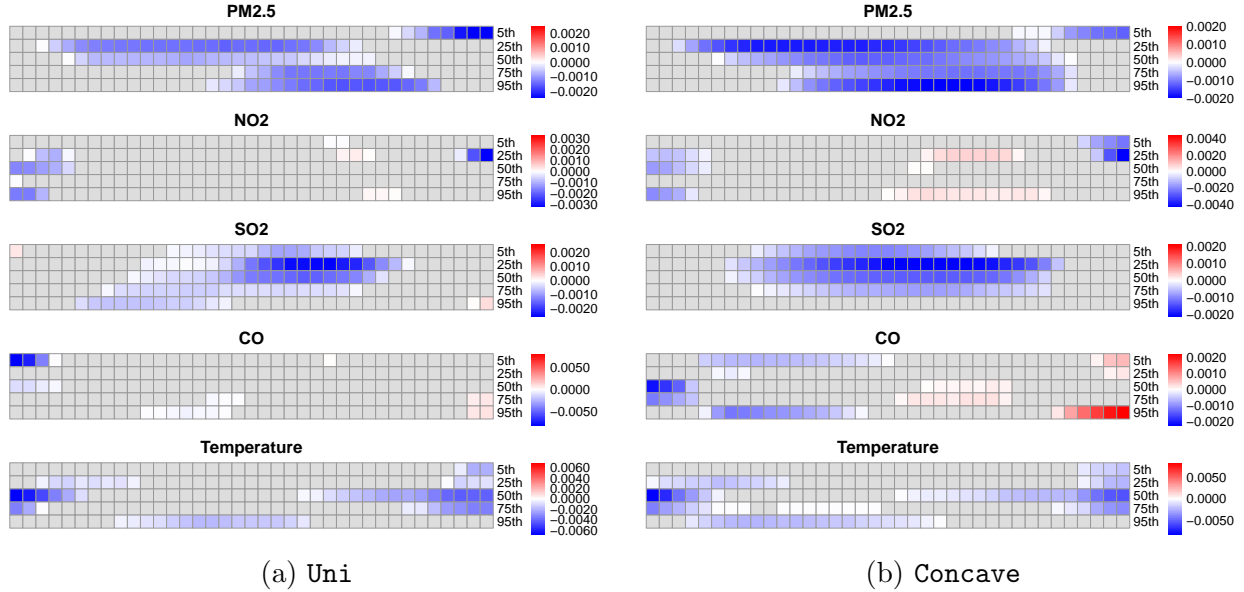 PM2.5
5th
25th
50th
75th
95th
0.0020
0.0010
0.0000
−0.0010
−0.0020
NO2
5th
25th
50th
75th
95th
0.0030
0.0020
0.0010
0.0000
−0.0010
−0.0020
−0.0030
SO2
5th
25th
50th
75th
95th
0.0020
0.0010
0.0000
−0.0010
−0.0020
CO
5th
25th
50th
75th
95th
0.0050
0.0000
−0.0050
Temperature
5th
25th
50th
75th
95th
0.0060
0.0040
0.0020
0.0000
−0.0020
−0.0040
−0.0060
(a) Uni
PM2.5
5th
25th
50th
75th
95th
0.0020
0.0010
0.0000
−0.0010
−0.0020
NO2
5th
25th
50th
75th
95th
0.0040
0.0020
0.0000
−0.0020
−0.0040
SO2
5th
25th
50th
75th
95th
0.0020
0.0010
0.0000
−0.0010
−0.0020
CO
5th
25th
50th
75th
95th
0.0020
0.0010
0.0000
−0.0010
−0.0020
Temperature
5th
25th
50th
75th
95th
0.0050
0.0000
−0.0050
(b) Concave